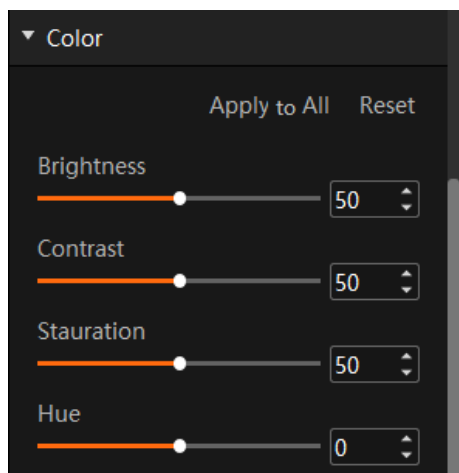 Color
Apply to All Reset
Brightness
50
Contrast
50
Stauration
50
Hue
0